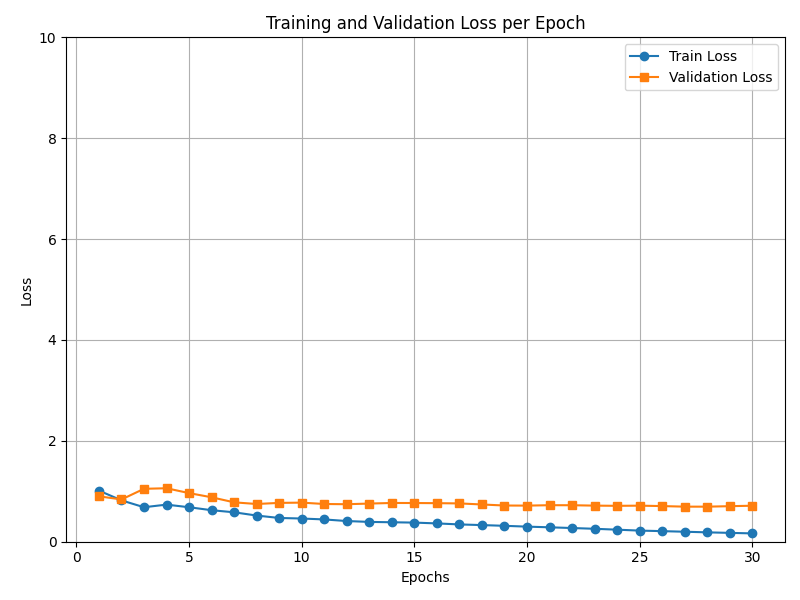 Training and Validation Loss per Epoch
10
Train Loss
Validation Loss
8
6
Loss
4
2
0
0 5 10 15 20 25 30
Epochs